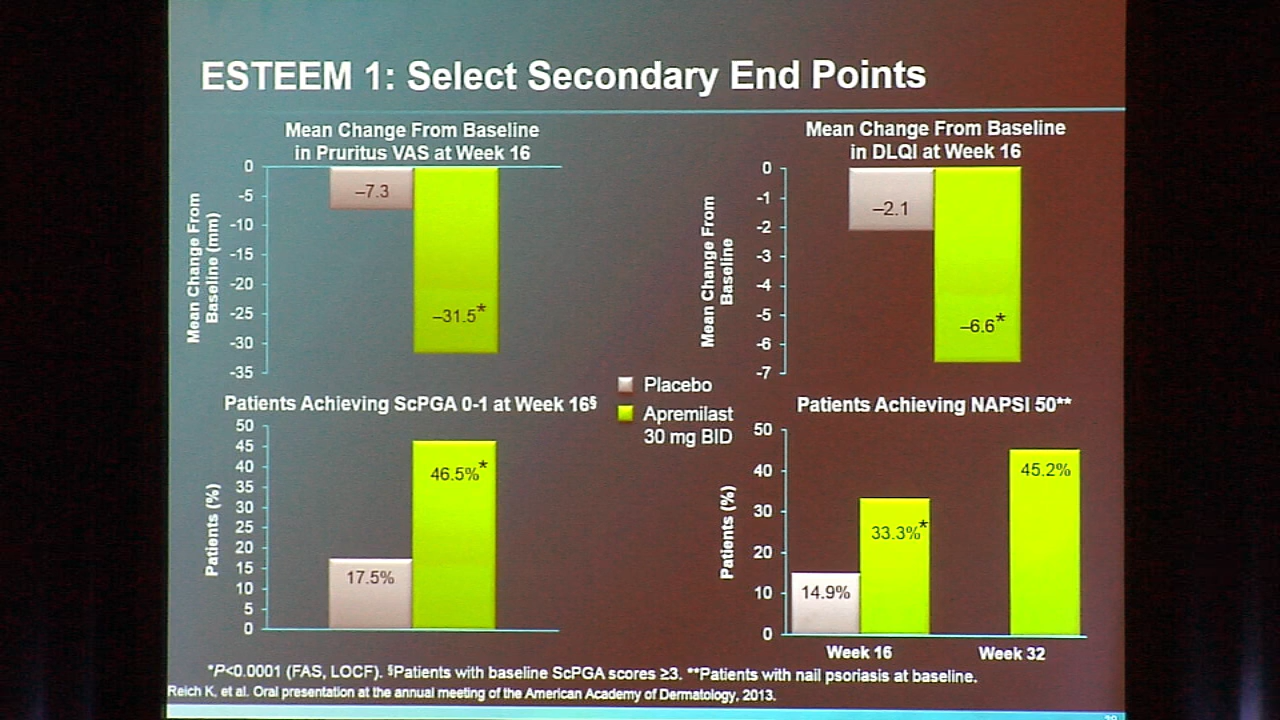 ESTEEM 1: Select Secondary End Points
Mean Change From Baseline
in Pruritus VAS at Week 16
Mean Change From
Baseline (mm)
0
-5
-10
-15
-20
-25
-30
-35
–7.3
–31.5*
Mean Change From Baseline
in DLQI at Week 16
Mean Change From
Baseline
0
-1
-2
-3
-4
-5
-6
-7
–2.1
–6.6*
Placebo
Apremilast
30 mg BID
Patients Achieving ScPGA 0-1 at Week 16§
Patients (%)
50
45
40
35
30
25
20
15
10
5
0
17.5%
46.5%*
Patients Achieving NAPSI 50**
Patients (%)
50
40
30
20
10
0
14.9%
33.3%*
45.2%
Week 16
Week 32
*P<0.0001 (FAS, LOCF). §Patients with baseline ScPGA scores ≥3. **Patients with nail psoriasis at baseline.
Reich K, et al. Oral presentation at the annual meeting of the American Academy of Dermatology, 2013.